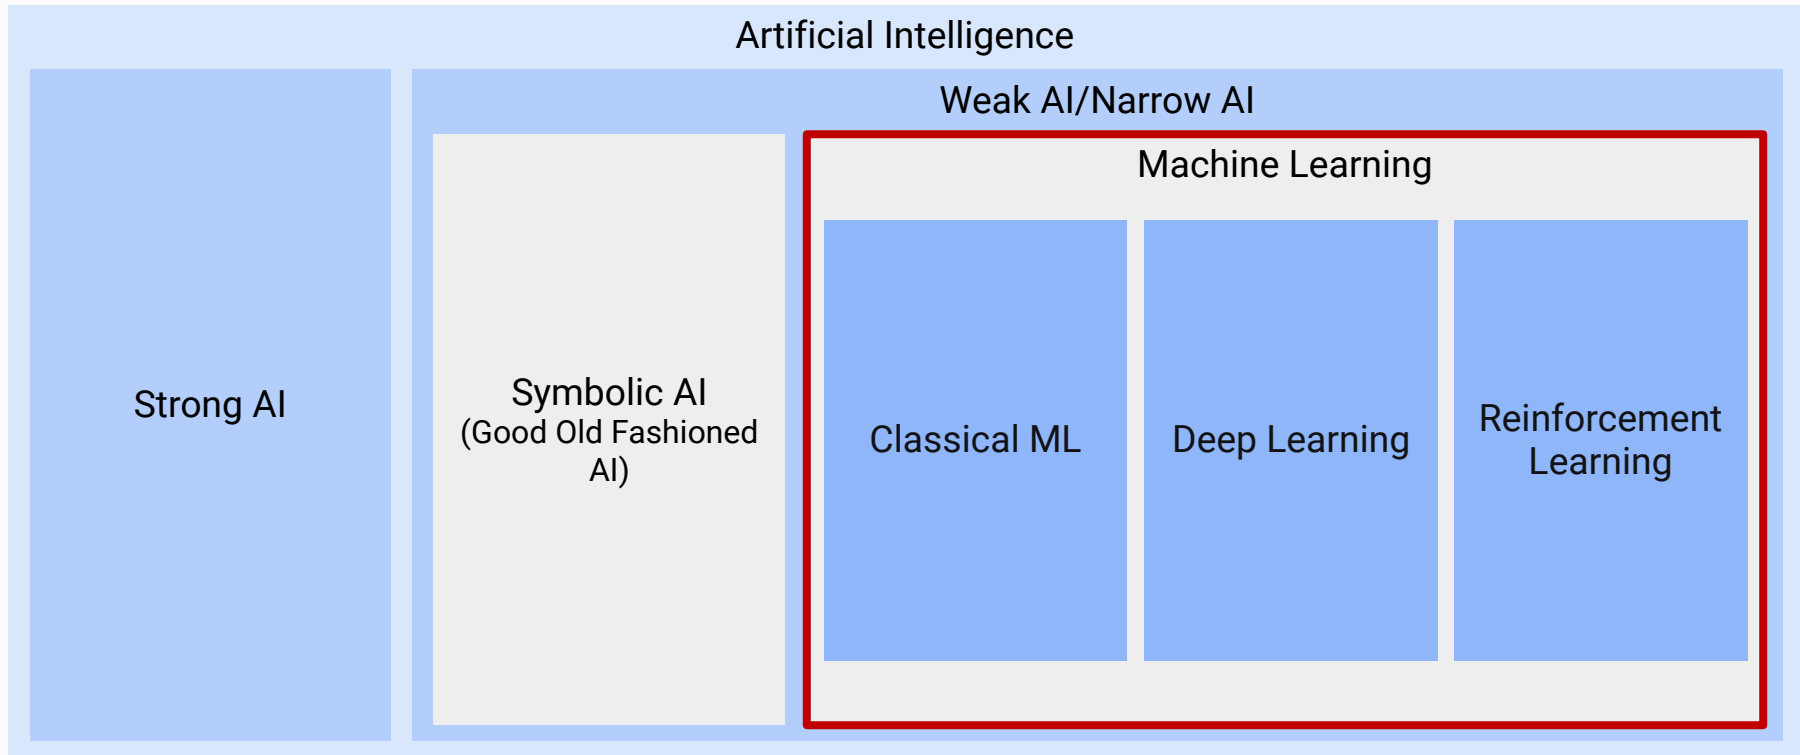 Artificial Intelligence
Strong AI
Weak AI/Narrow AI
Symbolic AI
(Good Old Fashioned
AI)
Machine Learning
Classical ML
Deep Learning
Reinforcement
Learning